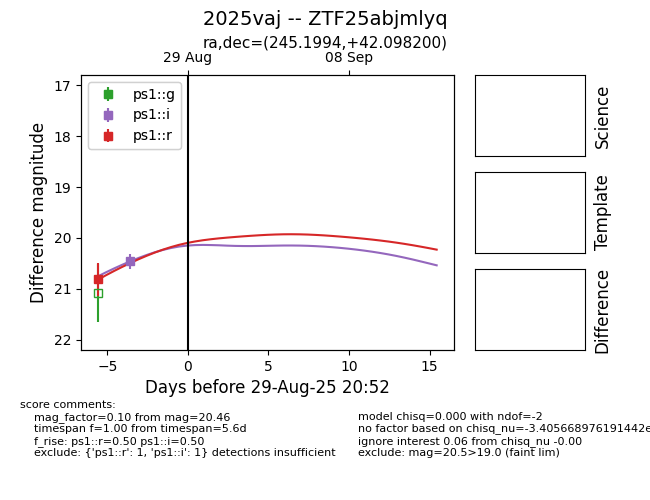 2025vaj -- ZTF25abjmlyq
ra,dec=(245.1994,+42.098200)
29 Aug
08 Sep
17
18
19
20
21
22
Difference magnitude
ps1::g
ps1::i
ps1::r
−5
0
5
10
15
Days before 29-Aug-25 20:52
Science
Template
Difference
score comments:
mag_factor=0.10 from mag=20.46
timespan f=1.00 from timespan=5.6d
f_rise: ps1::r=0.50 ps1::i=0.50
exclude: {'ps1::r': 1, 'ps1::i': 1} detections insufficient
model chisq=0.000 with ndof=-2
no factor based on chisq_nu=-3.405668976191442e
ignore interest 0.06 from chisq_nu -0.00
exclude: mag=20.5>19.0 (faint lim)